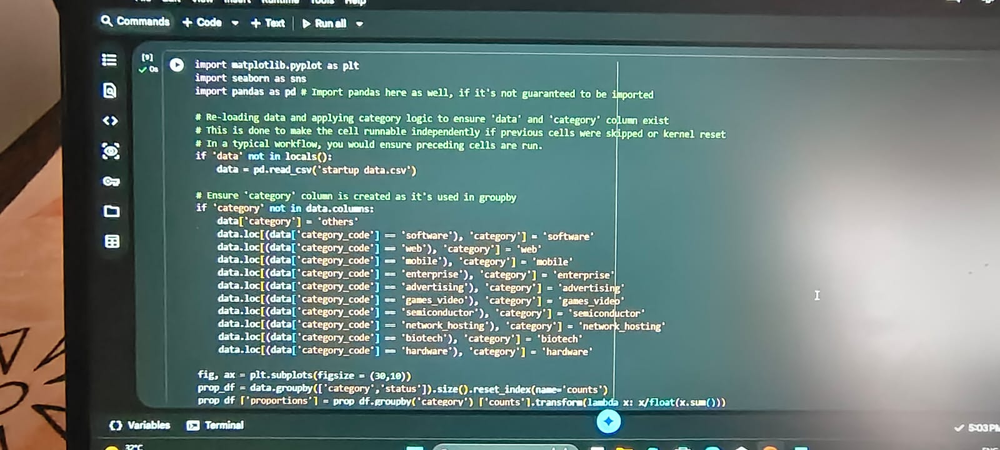 Commands + Code + Text Run all
[9]
0s
import matplotlib.pyplot as plt
import seaborn as sns
import pandas as pd # Import pandas here as well, if it's not guaranteed to be imported
# Re-loading data and applying category logic to ensure 'data' and 'category' column exist
# This is done to make the cell runnable independently if previous cells were skipped or kernel reset
# In a typical workflow, you would ensure preceding cells are run.
if 'data' not in locals():
    data = pd.read_csv('startup data.csv')
# Ensure 'category' column is created as it's used in groupby
if 'category' not in data.columns:
    data['category'] = 'others'
    data.loc[(data['category_code'] == 'software'), 'category'] = 'software'
    data.loc[(data['category_code'] == 'web'), 'category'] = 'web'
    data.loc[(data['category_code'] == 'mobile'), 'category'] = 'mobile'
    data.loc[(data['category_code'] == 'enterprise'), 'category'] = 'enterprise'
    data.loc[(data['category_code'] == 'advertising'), 'category'] = 'advertising'
    data.loc[(data['category_code'] == 'games_video'), 'category'] = 'games_video'
    data.loc[(data['category_code'] == 'semiconductor'), 'category'] = 'semiconductor'
    data.loc[(data['category_code'] == 'network_hosting'), 'category'] = 'network_hosting'
    data.loc[(data['category_code'] == 'biotech'), 'category'] = 'biotech'
    data.loc[(data['category_code'] == 'hardware'), 'category'] = 'hardware'
fig, ax = plt.subplots(figsize = (30,10))
prop_df = data.groupby(['category','status']).size().reset_index(name='counts')
prop_df ['proportions'] = prop_df.groupby('category') ['counts'].transform(lambda x: x/float(x.sum()))
Variables Terminal
5:03 PM
32°C